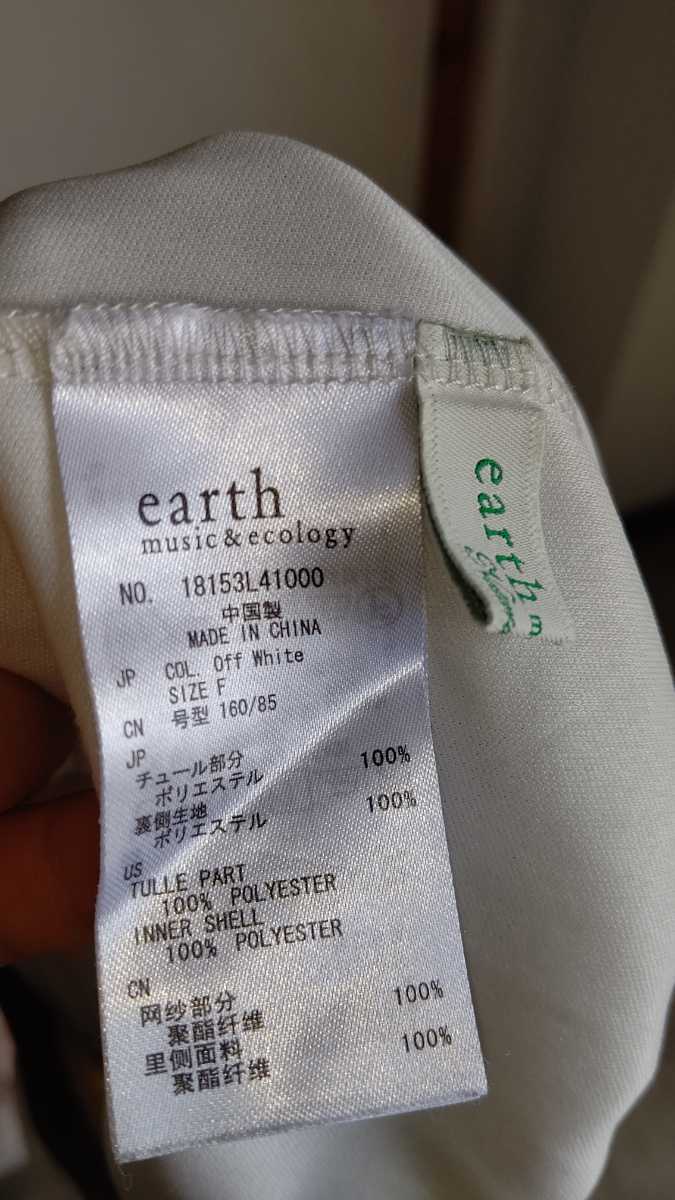 earth
music&ecology
NO. 18153L41000
中国製
MADE IN CHINA
JP COL. Off White
SIZE F
CN 号型 160/85
JP
チュール部分
ポリエステル 100%
裏側生地
ポリエステル 100%
US
TULLE PART
100% POLYESTER
INNER SHELL
100% POLYESTER
CN
网纱部分
聚酯纤维 100%
里侧面料
聚酯纤维 100%
earth m